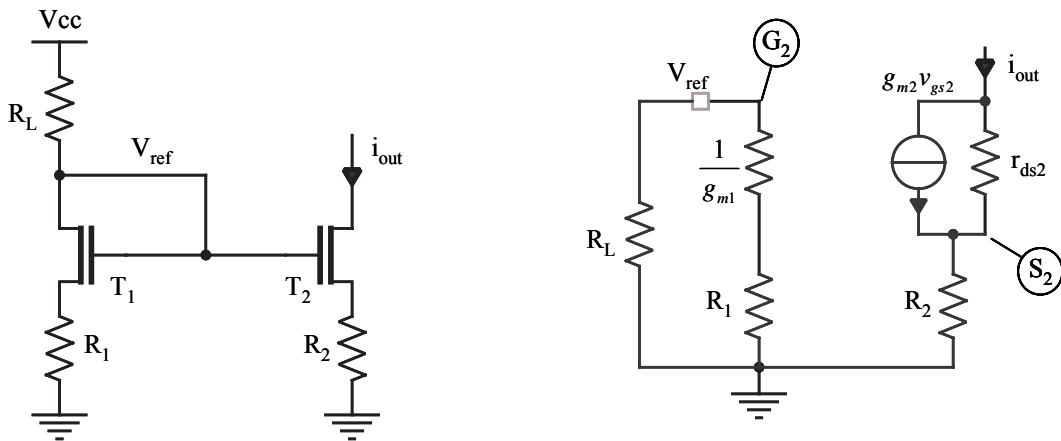 Vcc
R_L
V_ref
i_out
T_1
T_2
R_1
R_2
G_2
V_ref
g_m2 v_gs2
i_out
1
g_m1
r_ds2
R_L
S_2
R_1
R_2